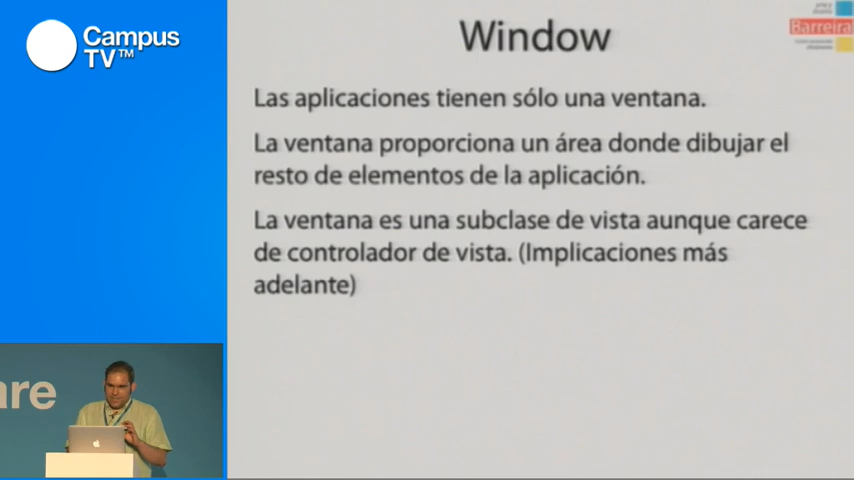 Campus
TV™
Window
Barreira
Las aplicaciones tienen sólo una ventana.
La ventana proporciona un área donde dibujar el
resto de elementos de la aplicación.
La ventana es una subclase de vista aunque carece
de controlador de vista. (Implicaciones más
adelante)
are